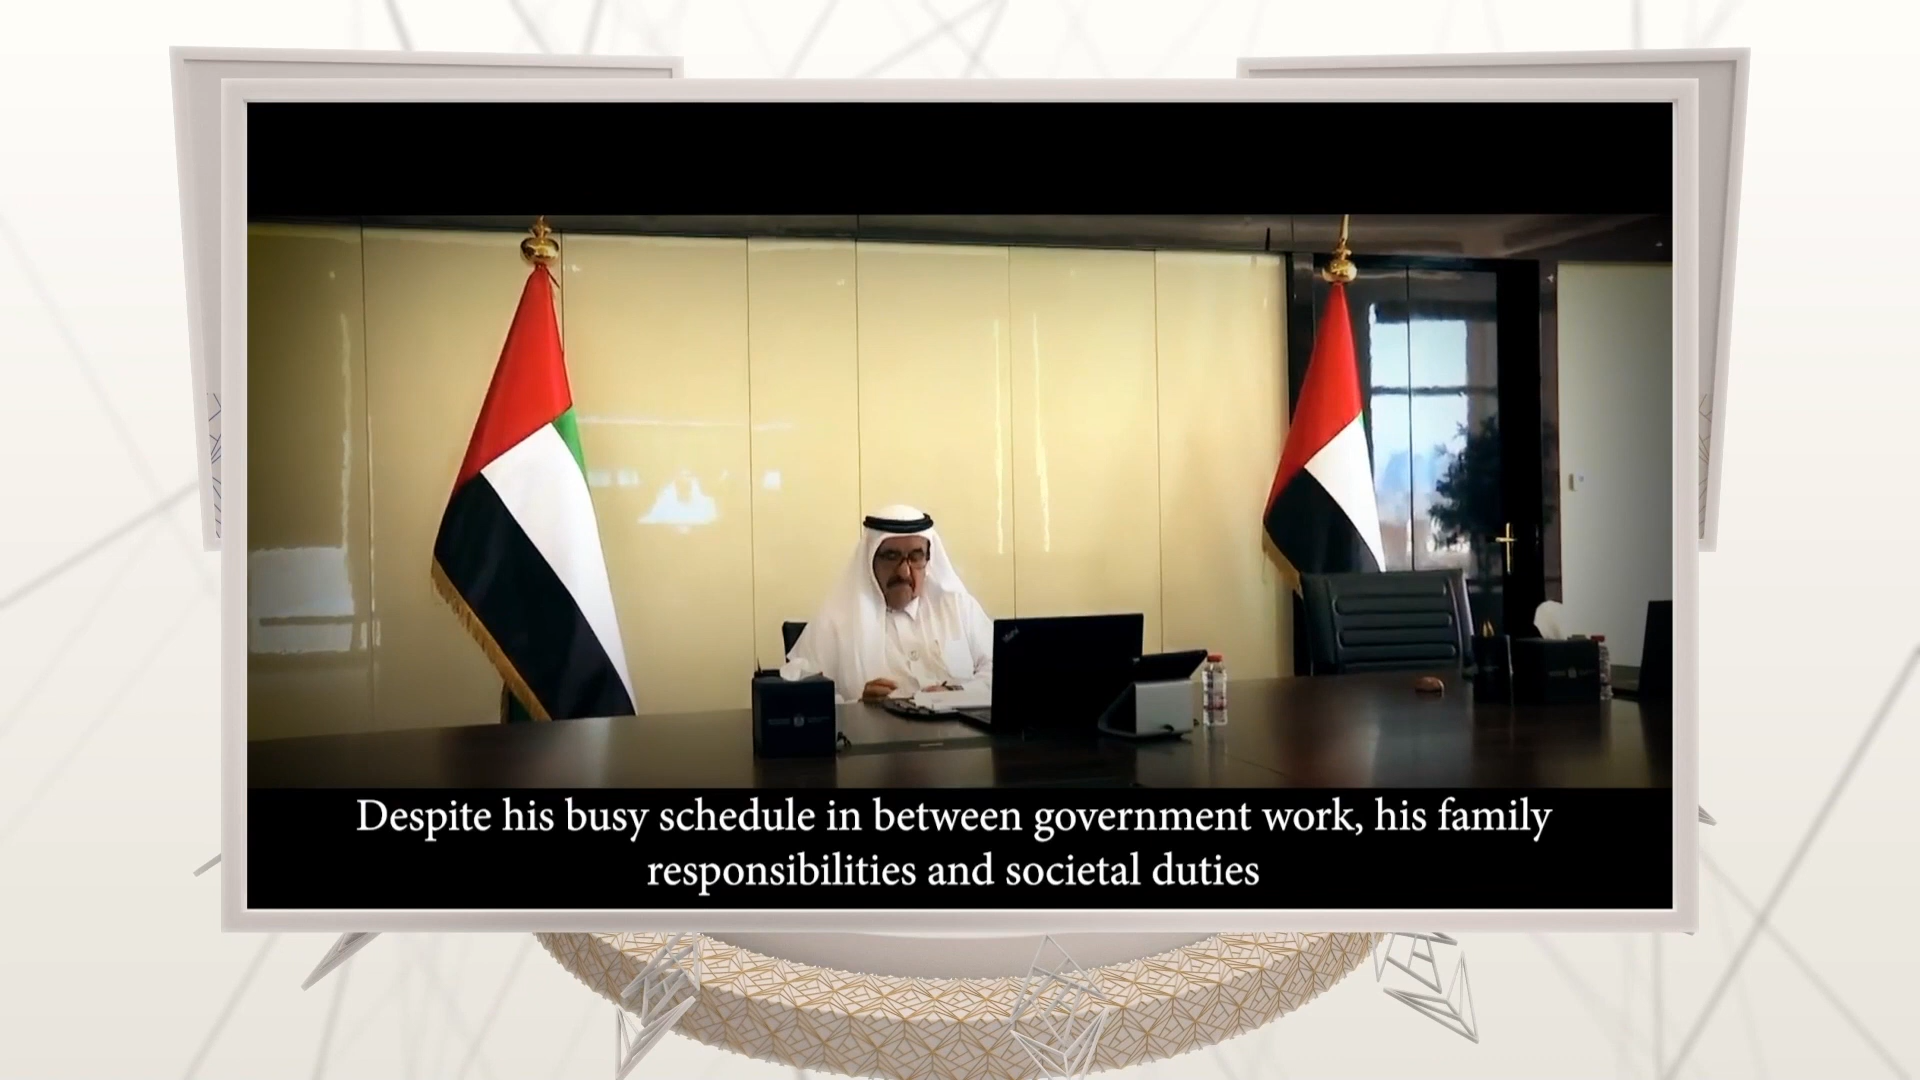 Despite his busy schedule in between government work, his family
responsibilities and societal duties